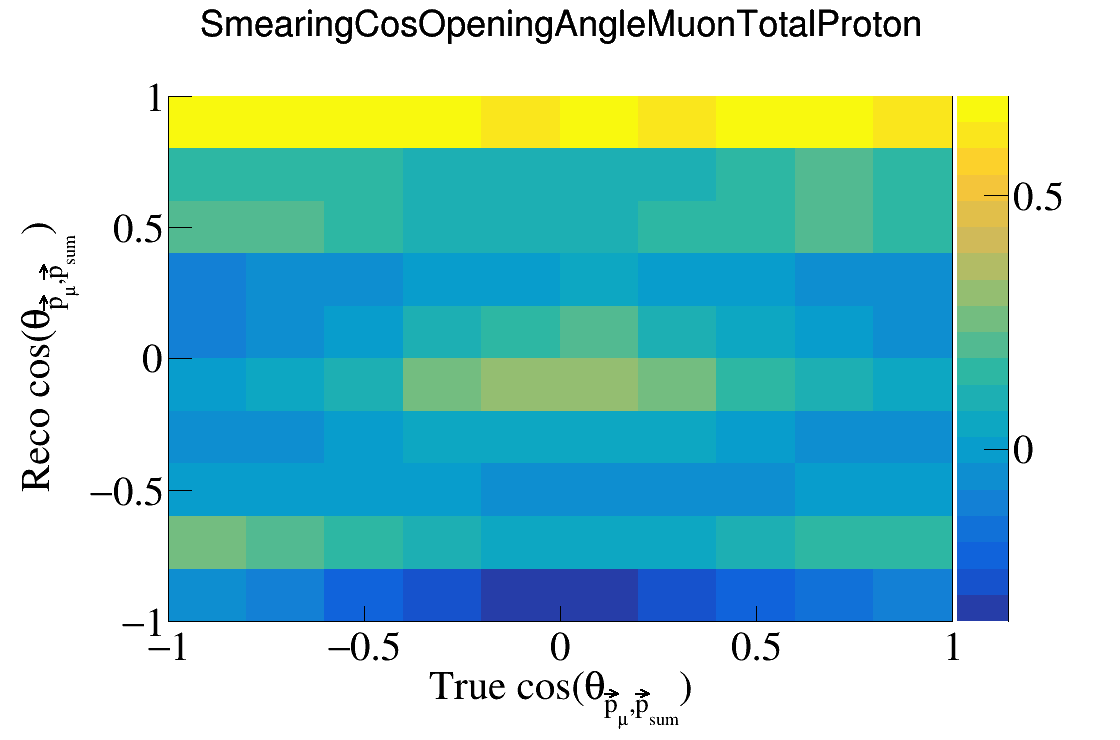 SmearingCosOpeningAngleMuonTotalProton
Reco cos(θp⃗μ,p⃗sum)
1
0.5
0
−0.5
−1
−1 −0.5 0 0.5 1
True cos(θp⃗μ,p⃗sum)
0.5
0